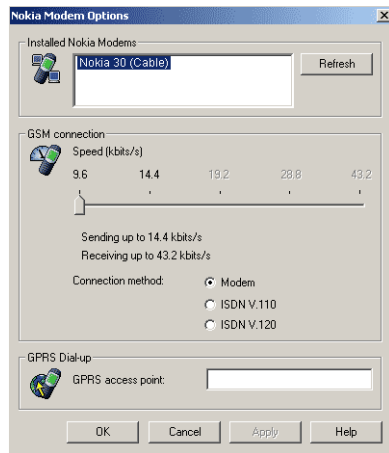 Nokia Modem Options
Installed Nokia Modems
Nokia 30 (Cable)
Refresh
GSM connection
Speed (kbits/s)
9.6 14.4 19.2 28.8 43.2
Sending up to 14.4 kbits/s
Receiving up to 43.2 kbits/s
Connection method: Modem
ISDN V.110
ISDN V.120
GPRS Dial-up
GPRS access point:
OK Cancel Apply Help